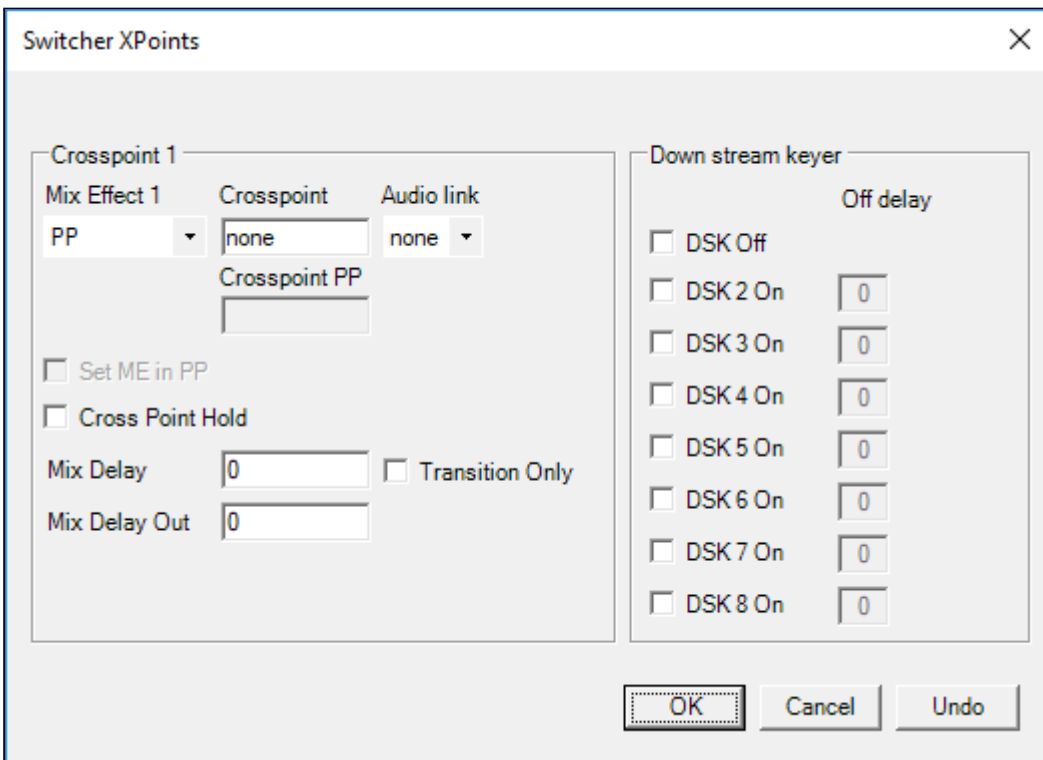 Switcher XPoints
Crosspoint 1
Mix Effect 1 Crosspoint Audio link
PP none none
Crosspoint PP
Set ME in PP
Cross Point Hold
Mix Delay 0 Transition Only
Mix Delay Out 0
Down stream keyer
Off delay
DSK Off
DSK 2 On 0
DSK 3 On 0
DSK 4 On 0
DSK 5 On 0
DSK 6 On 0
DSK 7 On 0
DSK 8 On 0
OK Cancel Undo